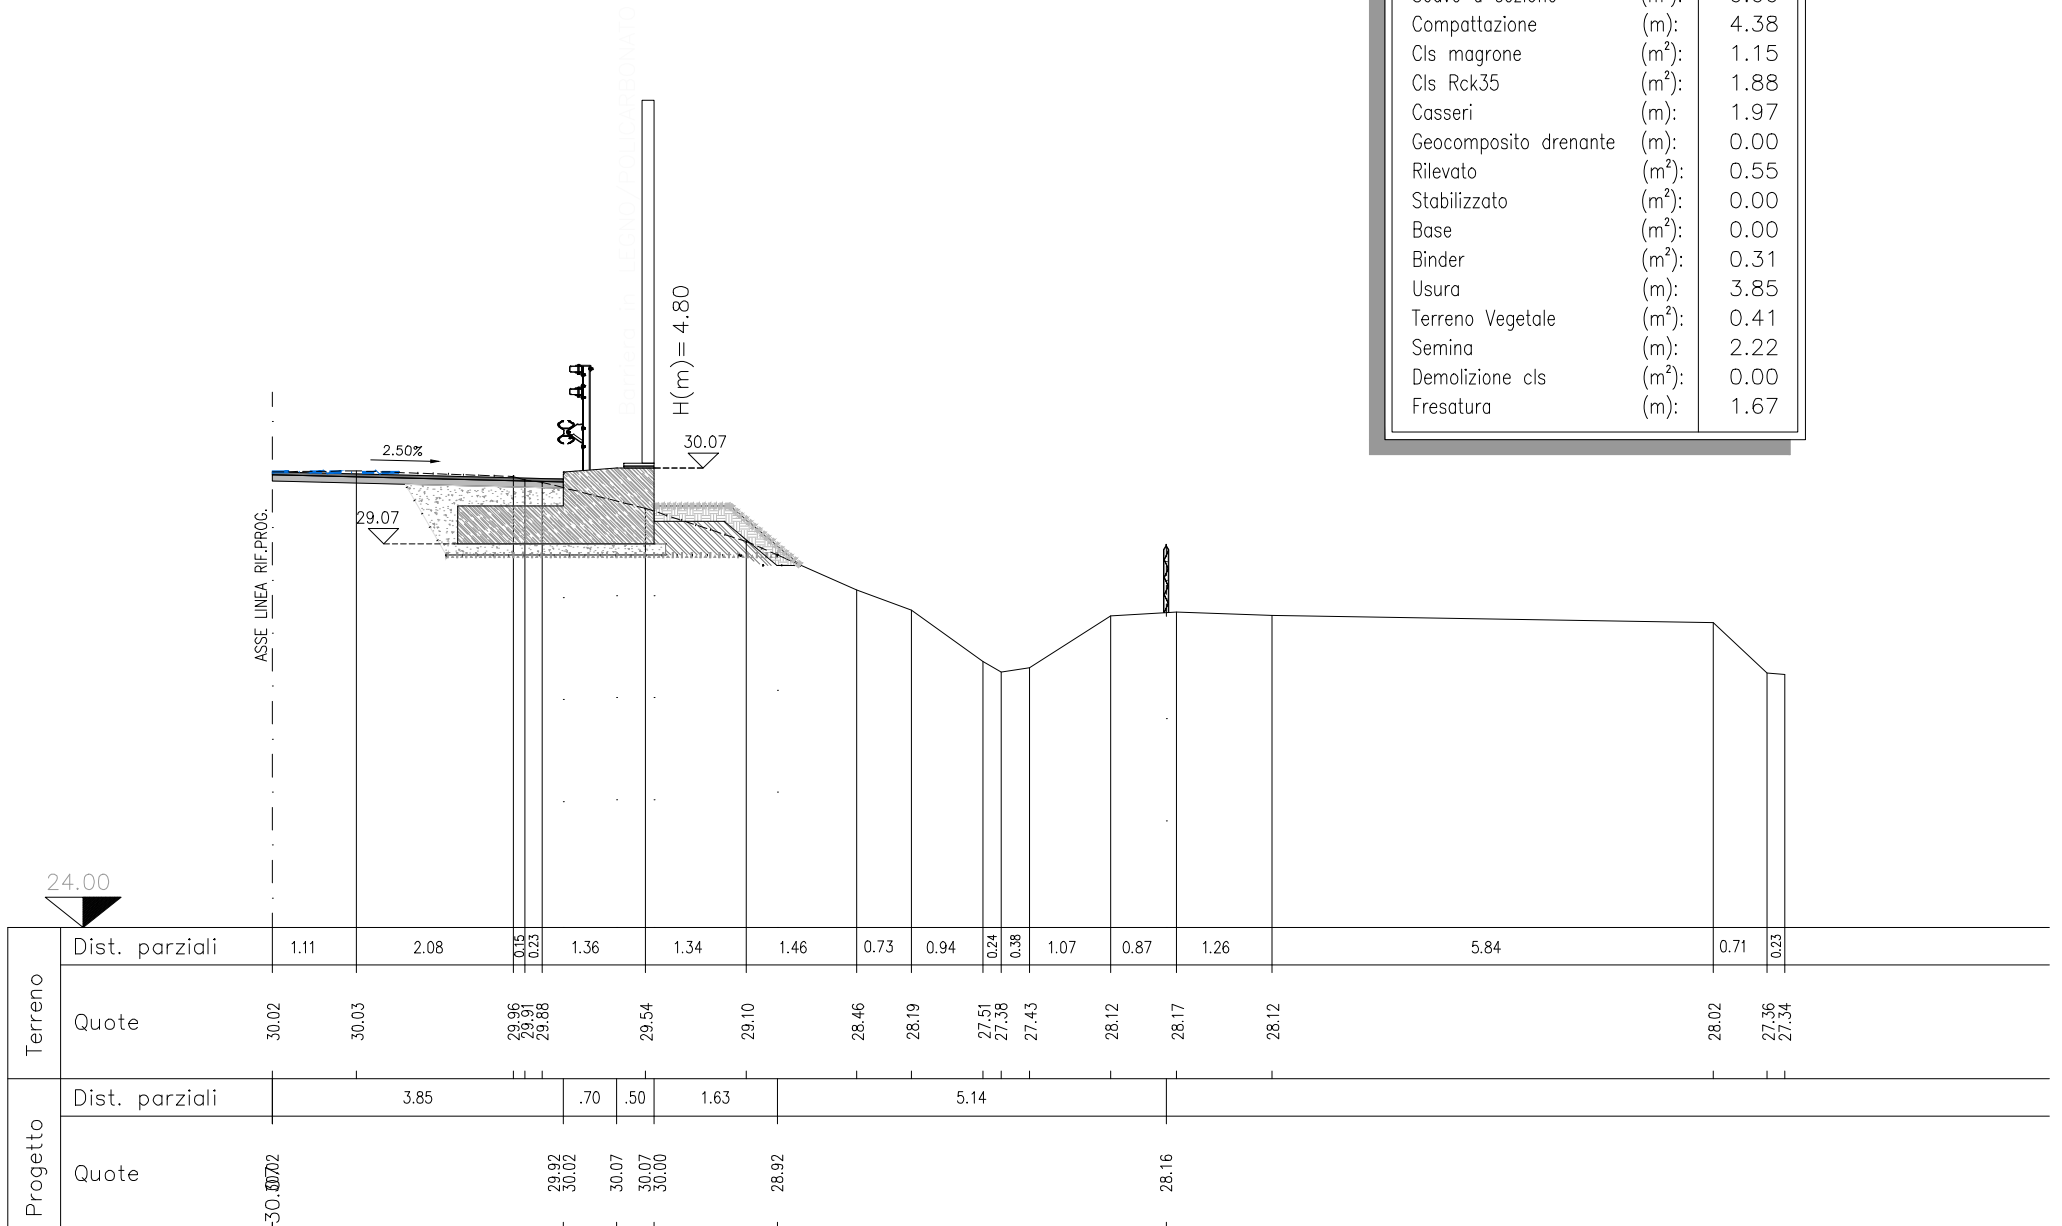 Compattazione (m): 4.38
Cls magrone (m²): 1.15
Cls Rck35 (m²): 1.88
Casseri (m): 1.97
Geocomposito drenante (m): 0.00
Rilevato (m²): 0.55
Stabilizzato (m²): 0.00
Base (m²): 0.00
Binder (m²): 0.31
Usura (m): 3.85
Terreno Vegetale (m²): 0.41
Semina (m): 2.22
Demolizione cls (m²): 0.00
Fresatura (m): 1.67
H(m)= 4.80
30.07
2.50%
29.07
ASSE LINEA RIF.PROG.
24.00
Terreno
Dist. parziali 1.11 2.08 0.15 0.23 1.36 1.34 1.46 0.73 0.94 0.24 0.38 1.07 0.87 1.26 5.84 0.71 0.23
Quote 30.02 30.03 29.96 29.91 29.88 29.54 29.10 28.46 28.19 27.51 27.38 27.43 28.12 28.17 28.12 28.02 27.36 27.34
Progetto
Dist. parziali 3.85 .70 .50 1.63 5.14
Quote 29.92 30.02 30.07 30.07 30.00 28.92 28.16